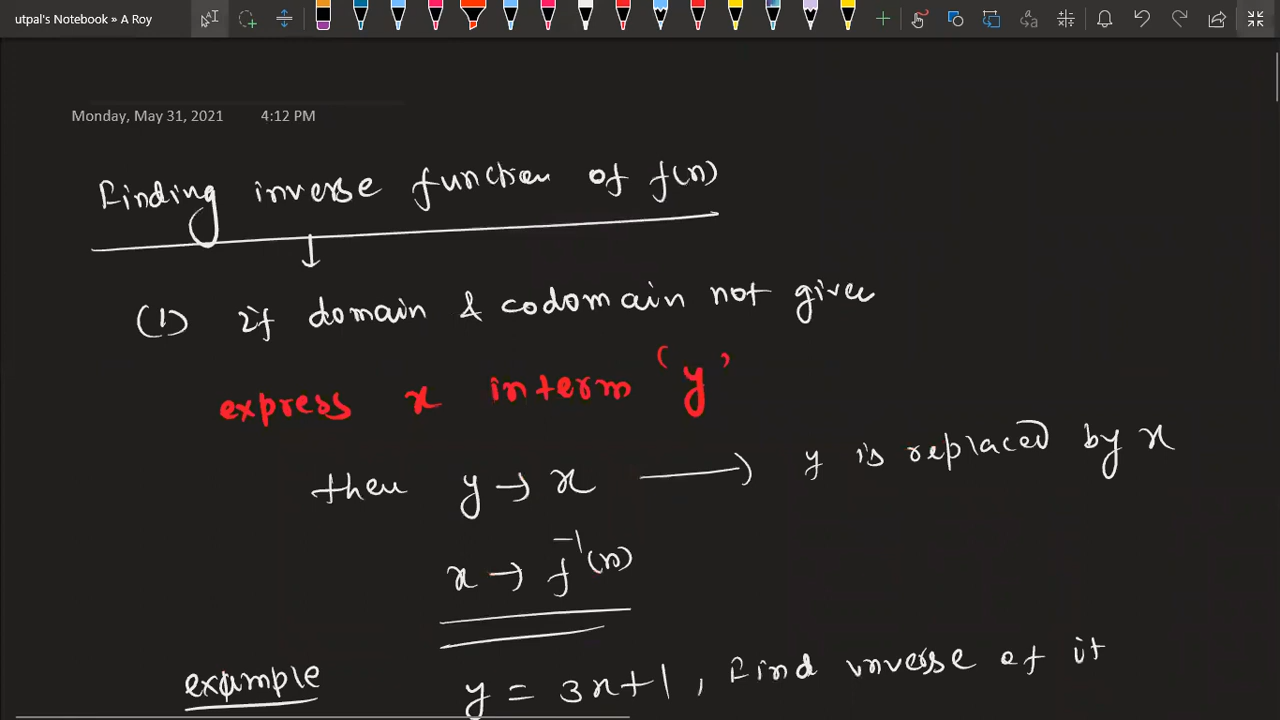 utpal's Notebook » A Roy
Monday, May 31, 2021 4:12 PM
Finding inverse function of f(x)
(1) if domain & codomain not given
express x interm 'y'
then y → x ⟶ y is replaced by x
x → f⁻¹(x)
example y = 3x+1, Find inverse of it